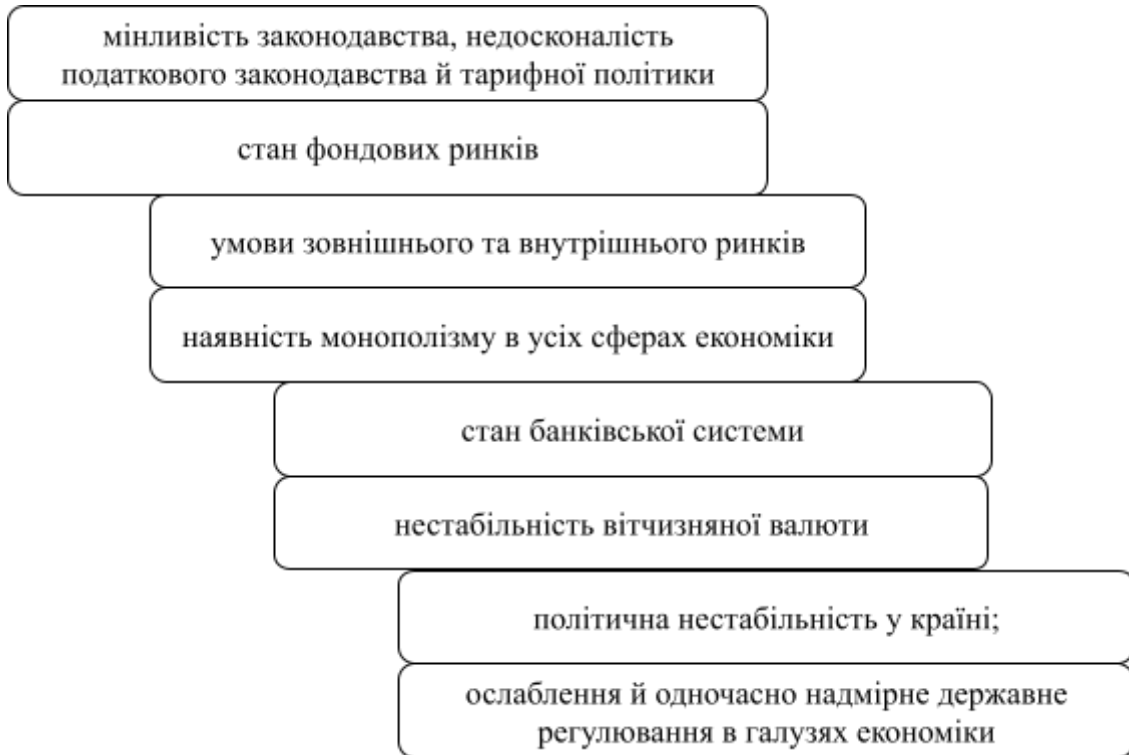 мінливість законодавства, недосконалість
податкового законодавства й тарифної політики
стан фондових ринків
умови зовнішнього та внутрішнього ринків
наявність монополізму в усіх сферах економіки
стан банківської системи
нестабільність вітчизняної валюти
політична нестабільність у країні;
ослаблення й одночасно надмірне державне
регулювання в галузях економіки